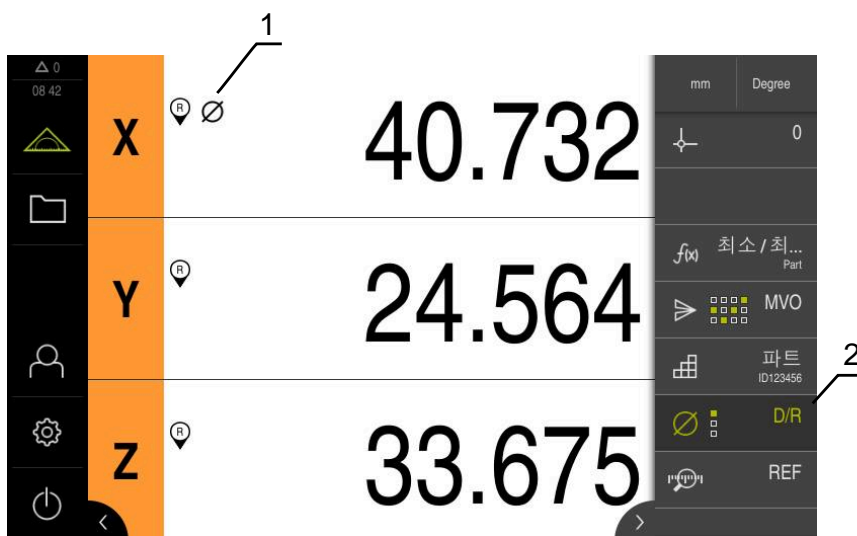 1
△ 0
08 42
X
R
Ø
40.732
mm
Degree
0
Y
R
24.564
f(x)
최소 / 최...
Part
MVO
파트
ID123456
2
D/R
Z
R
33.675
REF